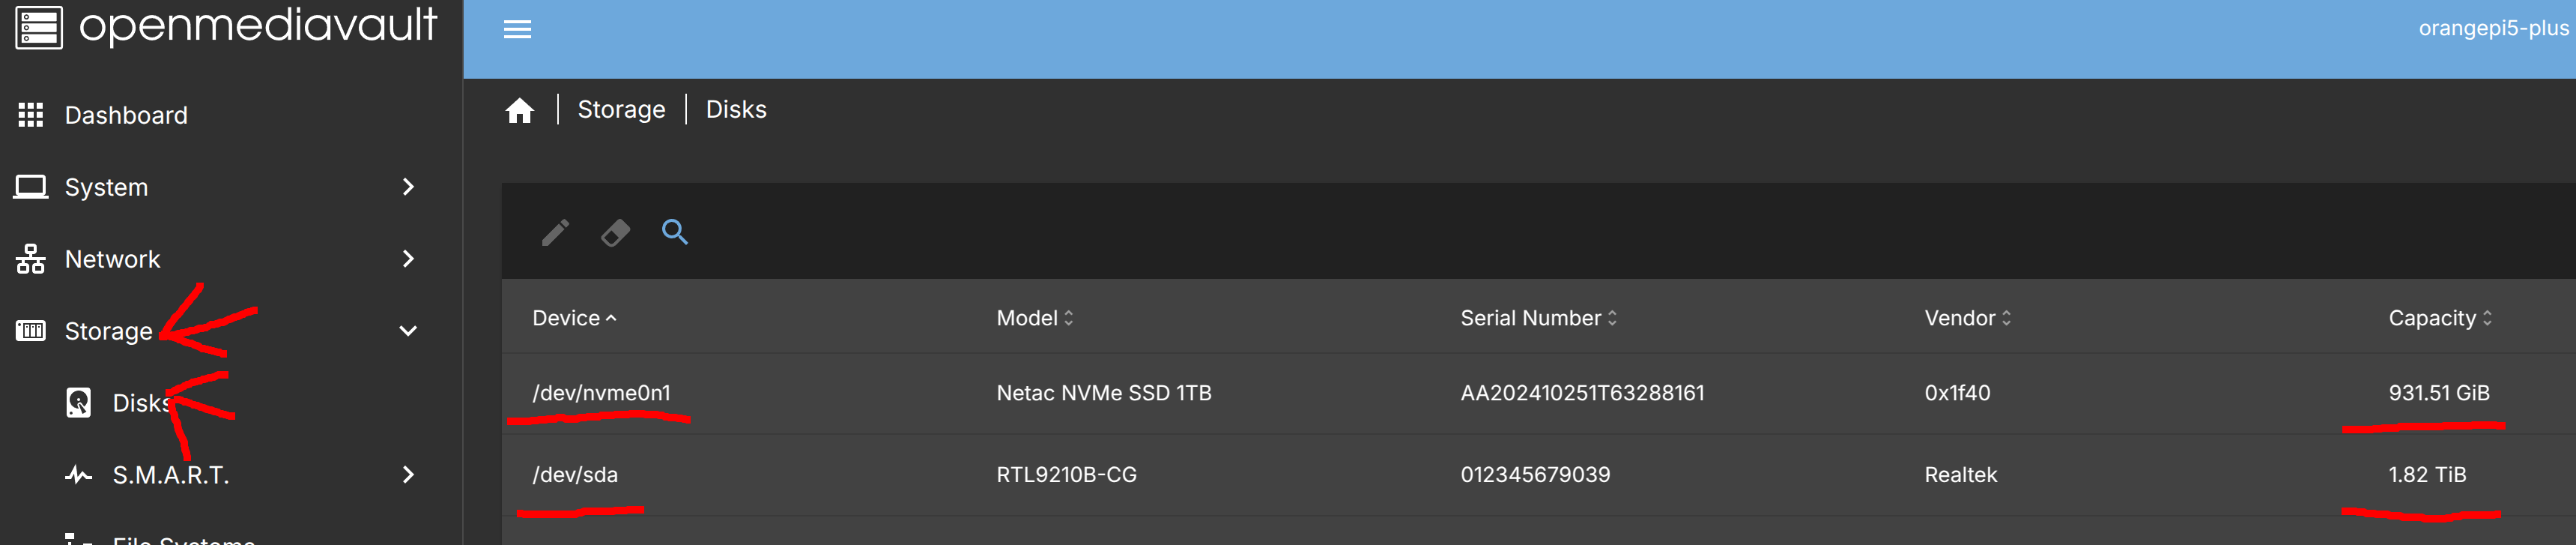 openmediavault
orangepi5-plus
Dashboard
System
Network
Storage
Disks
S.M.A.R.T.
File Systems
Storage | Disks
Device Model Serial Number Vendor Capacity
/dev/nvme0n1 Netac NVMe SSD 1TB AA202410251T63288161 0x1f40 931.51 GiB
/dev/sda RTL9210B-CG 012345679039 Realtek 1.82 TiB